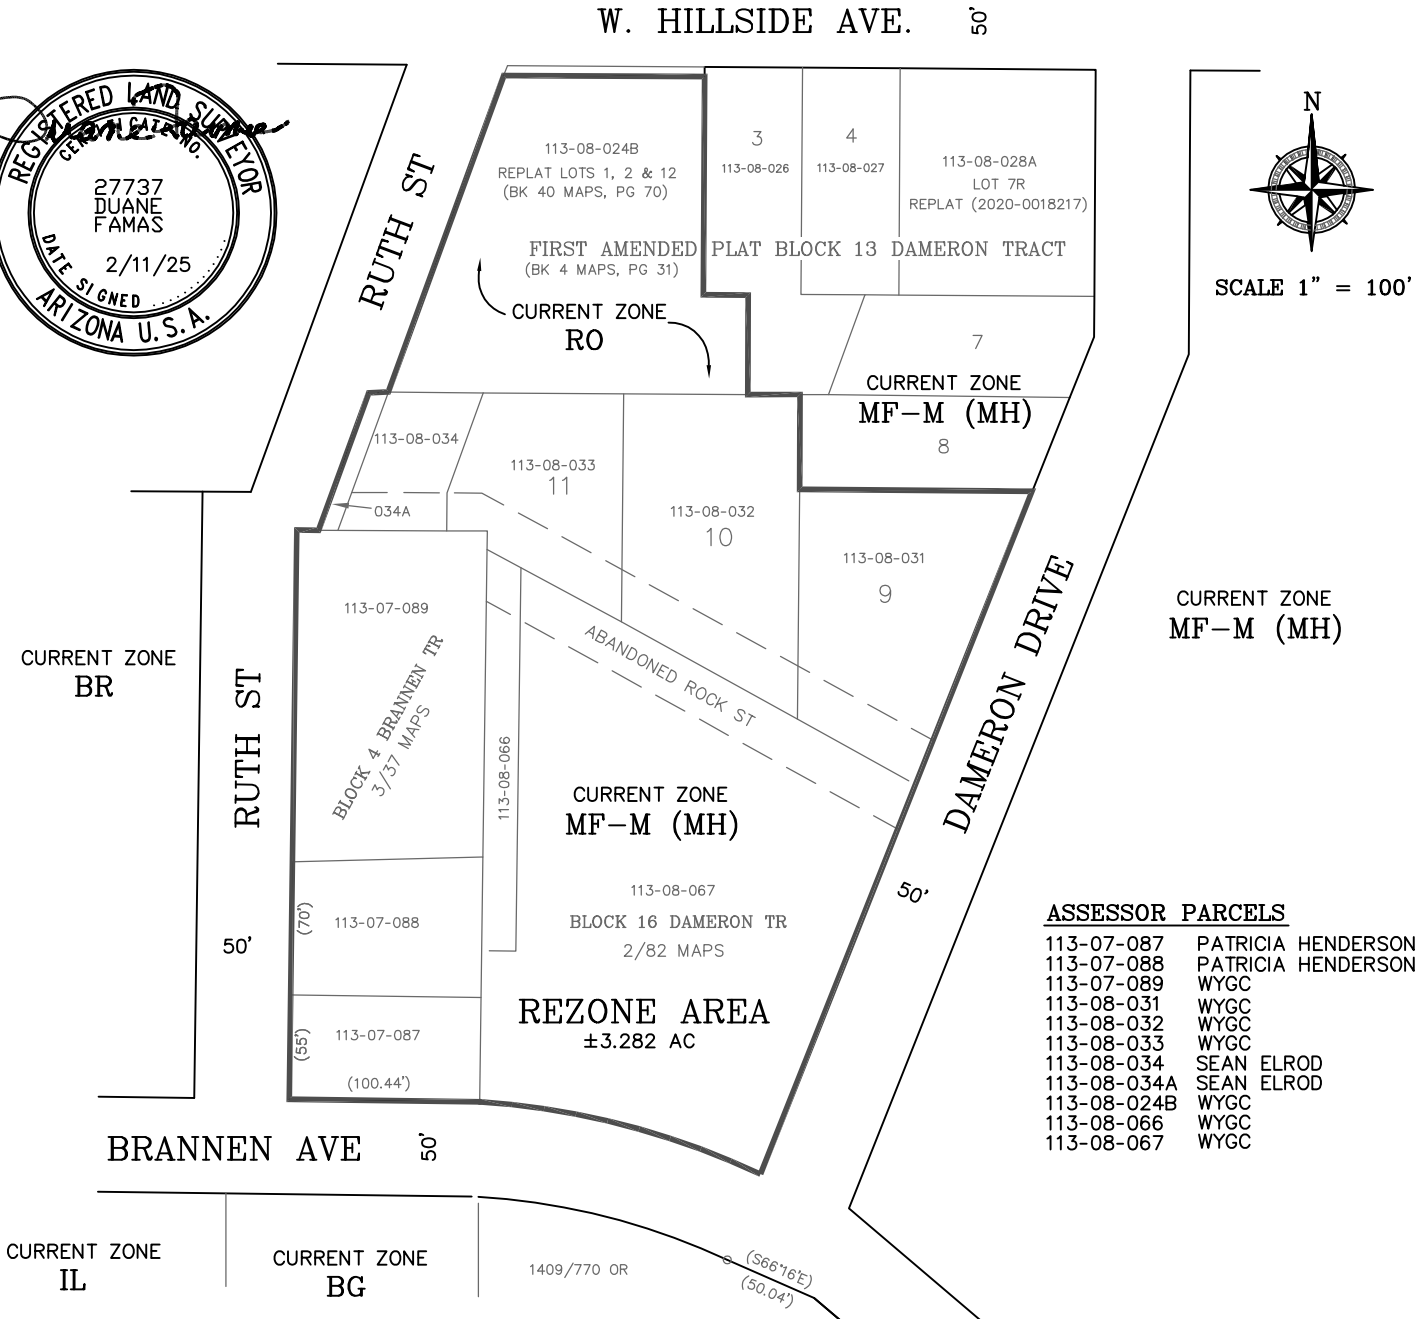 W. HILLSIDE AVE.
50'
REGISTERED LAND SURVEYOR
CERTIFICATE NO.
27737
DUANE
FAMAS
2/11/25
DATE SIGNED
ARIZONA U.S.A.
N
SCALE 1" = 100'
RUTH ST
113-08-024B
REPLAT LOTS 1, 2 & 12
(BK 40 MAPS, PG 70)
3
113-08-026
4
113-08-027
113-08-028A
LOT 7R
REPLAT (2020-0018217)
FIRST AMENDED PLAT BLOCK 13 DAMERON TRACT
(BK 4 MAPS, PG 31)
CURRENT ZONE
RO
7
CURRENT ZONE
MF-M (MH)
8
113-08-034
034A
113-08-033
11
113-08-032
10
113-08-031
9
113-07-089
BLOCK 4 BRANNEN TR
3/37 MAPS
ABANDONED ROCK ST
DAMERON DRIVE
50'
CURRENT ZONE
MF-M (MH)
CURRENT ZONE
BR
RUTH ST
50'
113-08-066
CURRENT ZONE
MF-M (MH)
113-08-067
BLOCK 16 DAMERON TR
2/82 MAPS
(70')
113-07-088
REZONE AREA
±3.282 AC
(55')
113-07-087
(100.44')
ASSESSOR PARCELS
113-07-087 PATRICIA HENDERSON
113-07-088 PATRICIA HENDERSON
113-07-089 WYGC
113-08-031 WYGC
113-08-032 WYGC
113-08-033 WYGC
113-08-034 SEAN ELROD
113-08-034A SEAN ELROD
113-08-024B WYGC
113-08-066 WYGC
113-08-067 WYGC
BRANNEN AVE
50'
CURRENT ZONE
IL
CURRENT ZONE
BG
1409/770 OR
(S66°16'E)
(50.04')